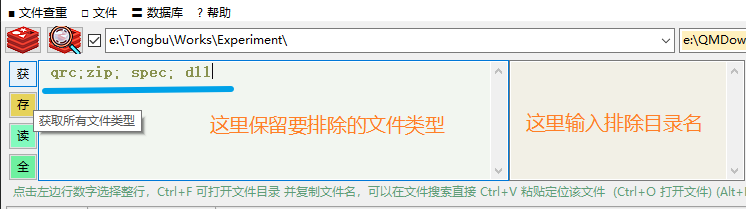 ■ 文件查重 □ 文件 〓 数据库 ? 帮助
e:\Tongbu\Works\Experiment\ e:\QMDow
获 qrc;zip; spec; dll
存
获取所有文件类型
这里保留要排除的文件类型 这里输入排除目录名
读
全
点击左边行数字选择整行，Ctrl+F 可打开文件目录 并复制文件名，可以在文件搜索直接 Ctrl+V 粘贴定位该文件 (Ctrl+O 打开文件) (Alt+